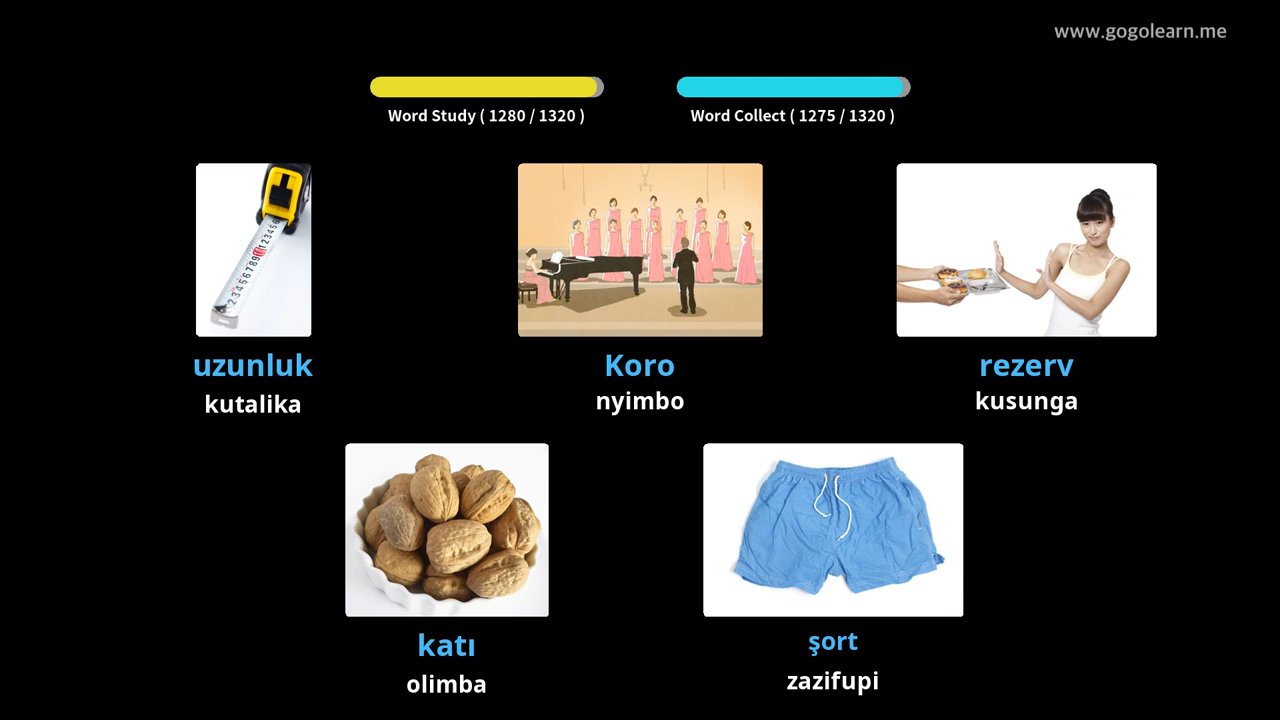 www.gogolearn.me
Word Study ( 1280 / 1320 )
Word Collect ( 1275 / 1320 )
uzunluk
kutalika
Koro
nyimbo
rezerv
kusunga
katı
olimba
şort
zazifupi